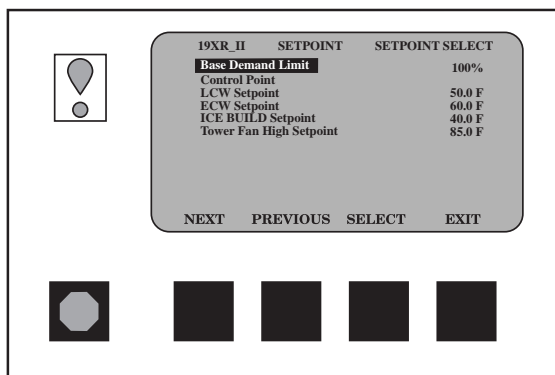 19XR_II SETPOINT SETPOINT SELECT
Base Demand Limit 100%
Control Point
LCW Setpoint 50.0 F
ECW Setpoint 60.0 F
ICE BUILD Setpoint 40.0 F
Tower Fan High Setpoint 85.0 F
NEXT PREVIOUS SELECT EXIT